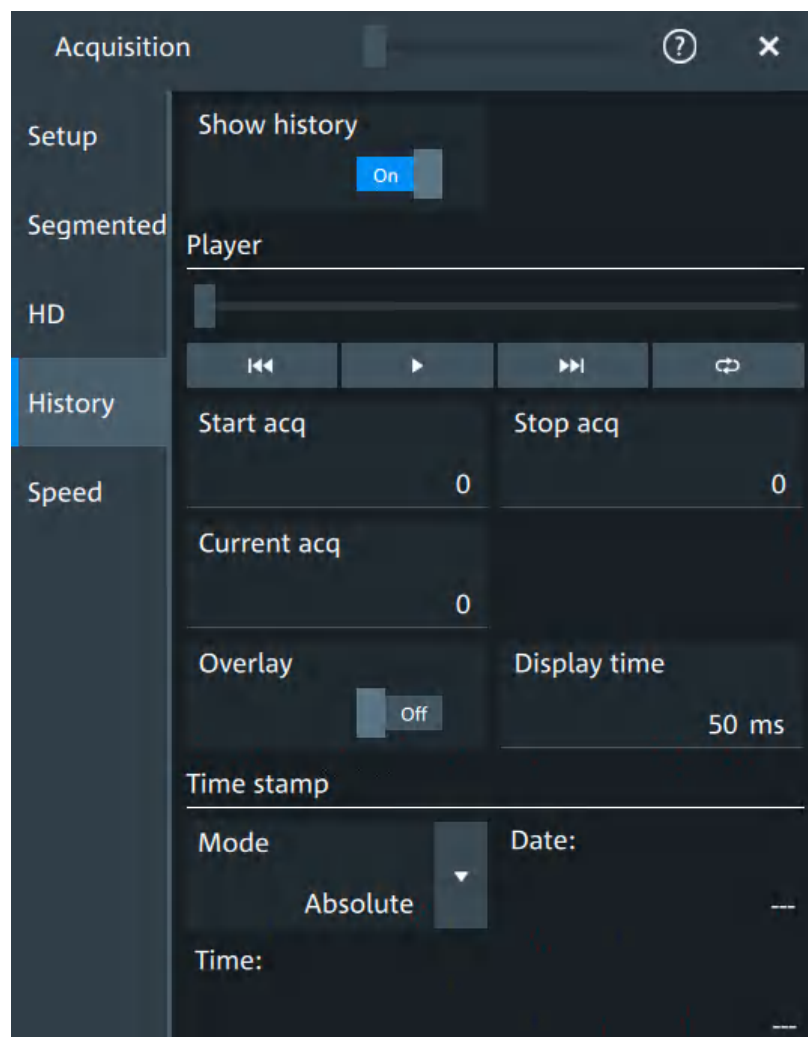 Acquisition
?
Setup
Show history
On
Segmented
Player
HD
History
Start acq
Stop acq
0
0
Speed
Current acq
0
Overlay
Display time
Off
50 ms
Time stamp
Mode
Date:
Absolute
---
Time:
---